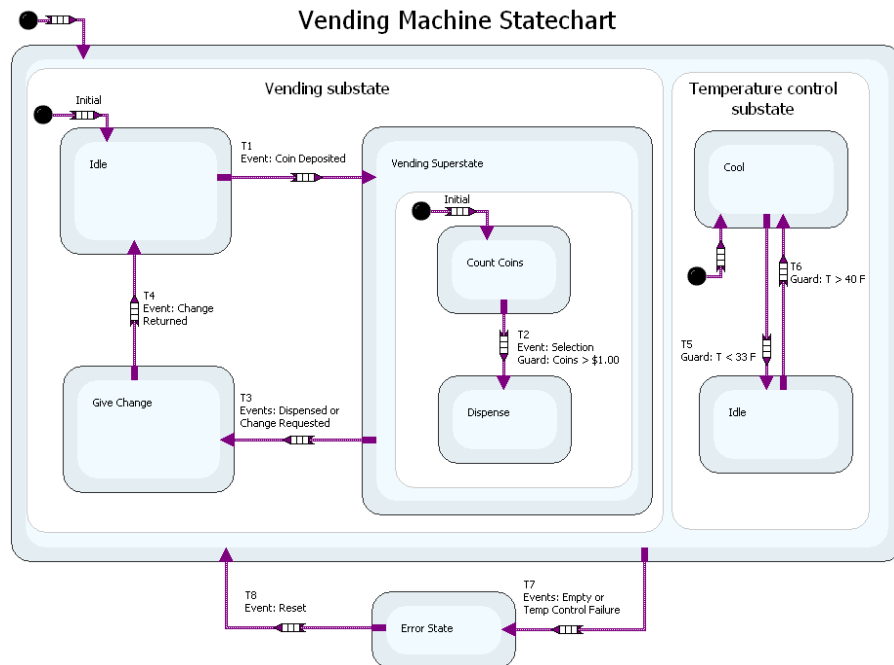 Vending Machine Statechart
Vending substate
Temperature control
substate
Initial
Idle
T1
Event: Coin Deposited
Vending Superstate
Initial
Count Coins
T2
Event: Selection
Guard: Coins > $1.00
Dispense
T3
Events: Dispensed or
Change Requested
Give Change
T4
Event: Change
Returned
Cool
T6
Guard: T > 40 F
T5
Guard: T < 33 F
Idle
T7
Events: Empty or
Temp Control Failure
Error State
T8
Event: Reset